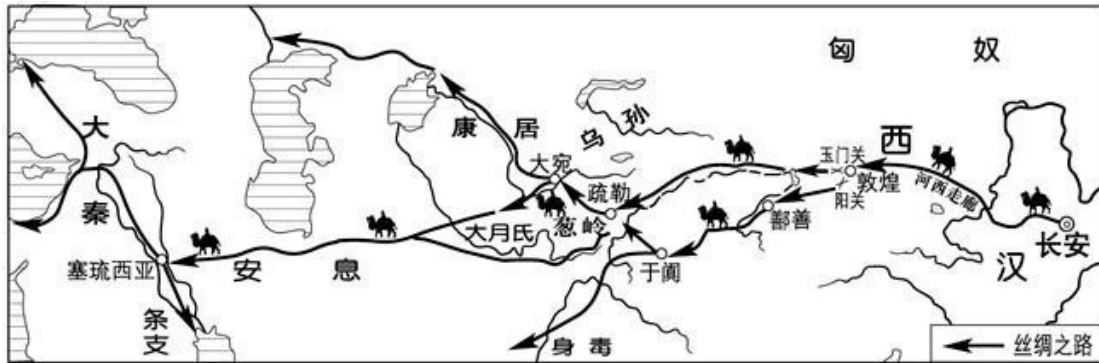 匈奴
西
汉
大秦
康居
乌孙
大宛
疏勒
葱岭
大月氏
玉门关
敦煌
阳关
河西走廊
鄯善
于阗
长安
塞琉西亚
安息
条支
身毒
丝绸之路